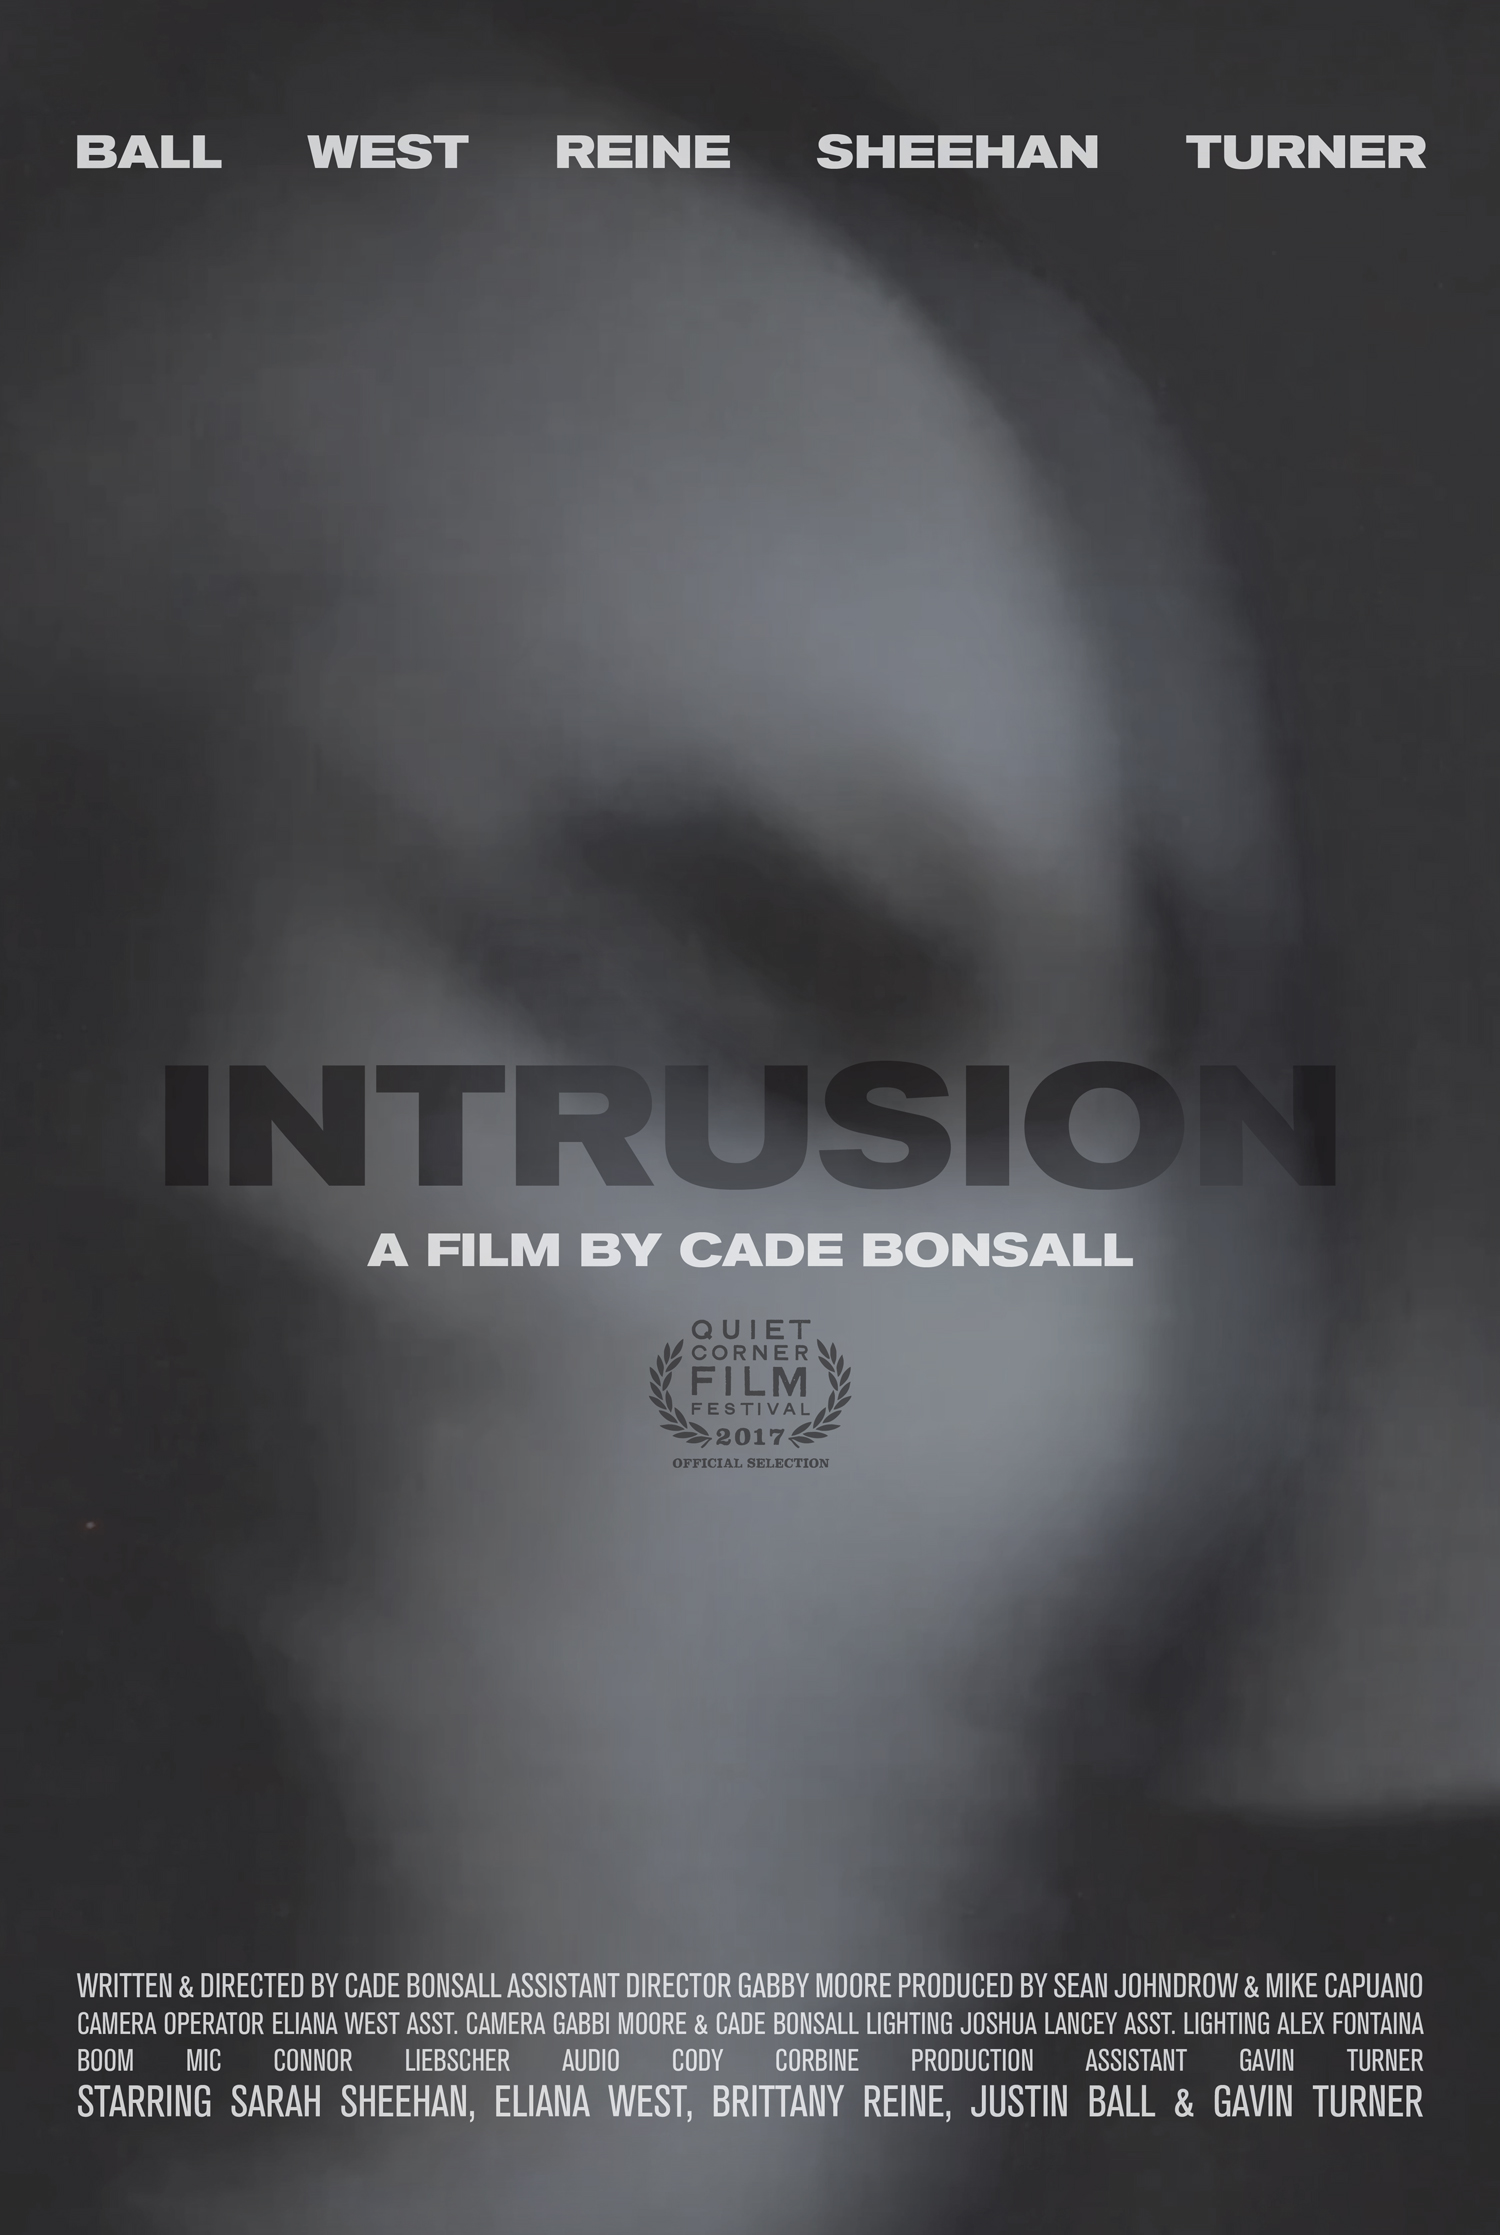 BALL WEST REINE SHEEHAN TURNER
INTRUSION
A FILM BY CADE BONSALL
QUIET
CORNER
FILM
FESTIVAL
2017
OFFICIAL SELECTION
WRITTEN & DIRECTED BY CADE BONSALL ASSISTANT DIRECTOR GABBY MOORE PRODUCED BY SEAN JOHNDROW & MIKE CAPUANO
CAMERA OPERATOR ELIANA WEST ASST. CAMERA GABBI MOORE & CADE BONSALL LIGHTING JOSHUA LANCEY ASST. LIGHTING ALEX FONTAINA
BOOM MIC CONNOR LIEBSCHER AUDIO CODY CORBINE PRODUCTION ASSISTANT GAVIN TURNER
STARRING SARAH SHEEHAN, ELIANA WEST, BRITTANY REINE, JUSTIN BALL & GAVIN TURNER